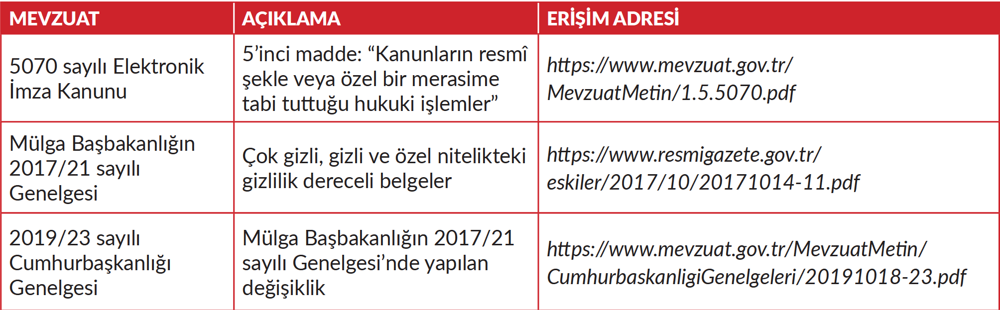 MEVZUAT
AÇIKLAMA
ERİŞİM ADRESİ
5070 sayılı Elektronik
İmza Kanunu
5’inci madde: “Kanunların resmî
şekle veya özel bir merasime
tabi tuttuğu hukuki işlemler”
https://www.mevzuat.gov.tr/
MevzuatMetin/1.5.5070.pdf
Mülga Başbakanlığın
2017/21 sayılı
Genelgesi
Çok gizli, gizli ve özel nitelikteki
gizlilik dereceli belgeler
https://www.resmigazete.gov.tr/
eskiler/2017/10/20171014-11.pdf
2019/23 sayılı
Cumhurbaşkanlığı
Genelgesi
Mülga Başbakanlığın 2017/21
sayılı Genelgesi’nde yapılan
değişiklik
https://www.mevzuat.gov.tr/MevzuatMetin/
CumhurbaskanligiGenelgeleri/20191018-23.pdf